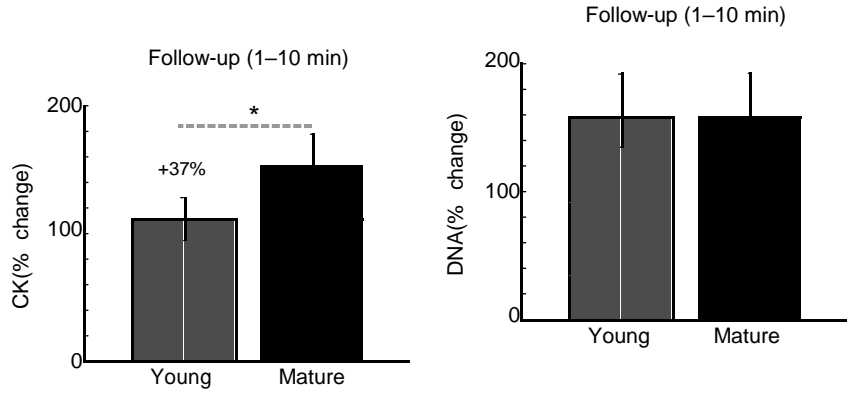 Follow-up (1–10 min)
200
*
+37%
100
0
CK(% change)
Young Mature
Follow-up (1–10 min)
200
100
0
DNA(% change)
Young Mature